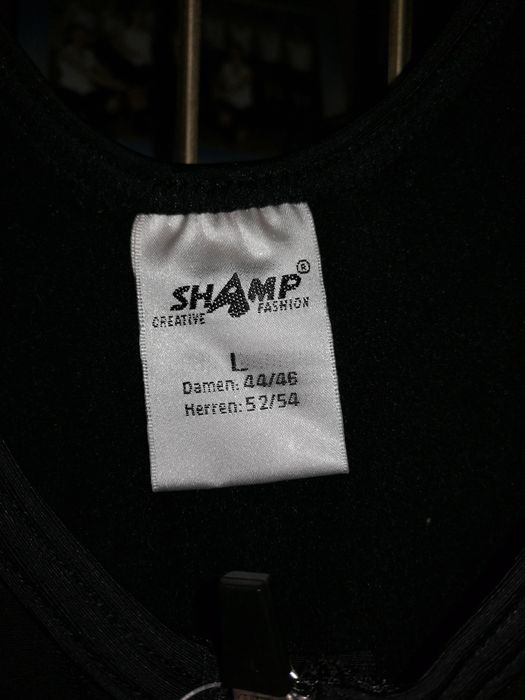 SHAMP®
CREATIVE FASHION
L
Damen: 44/46
Herren: 52/54